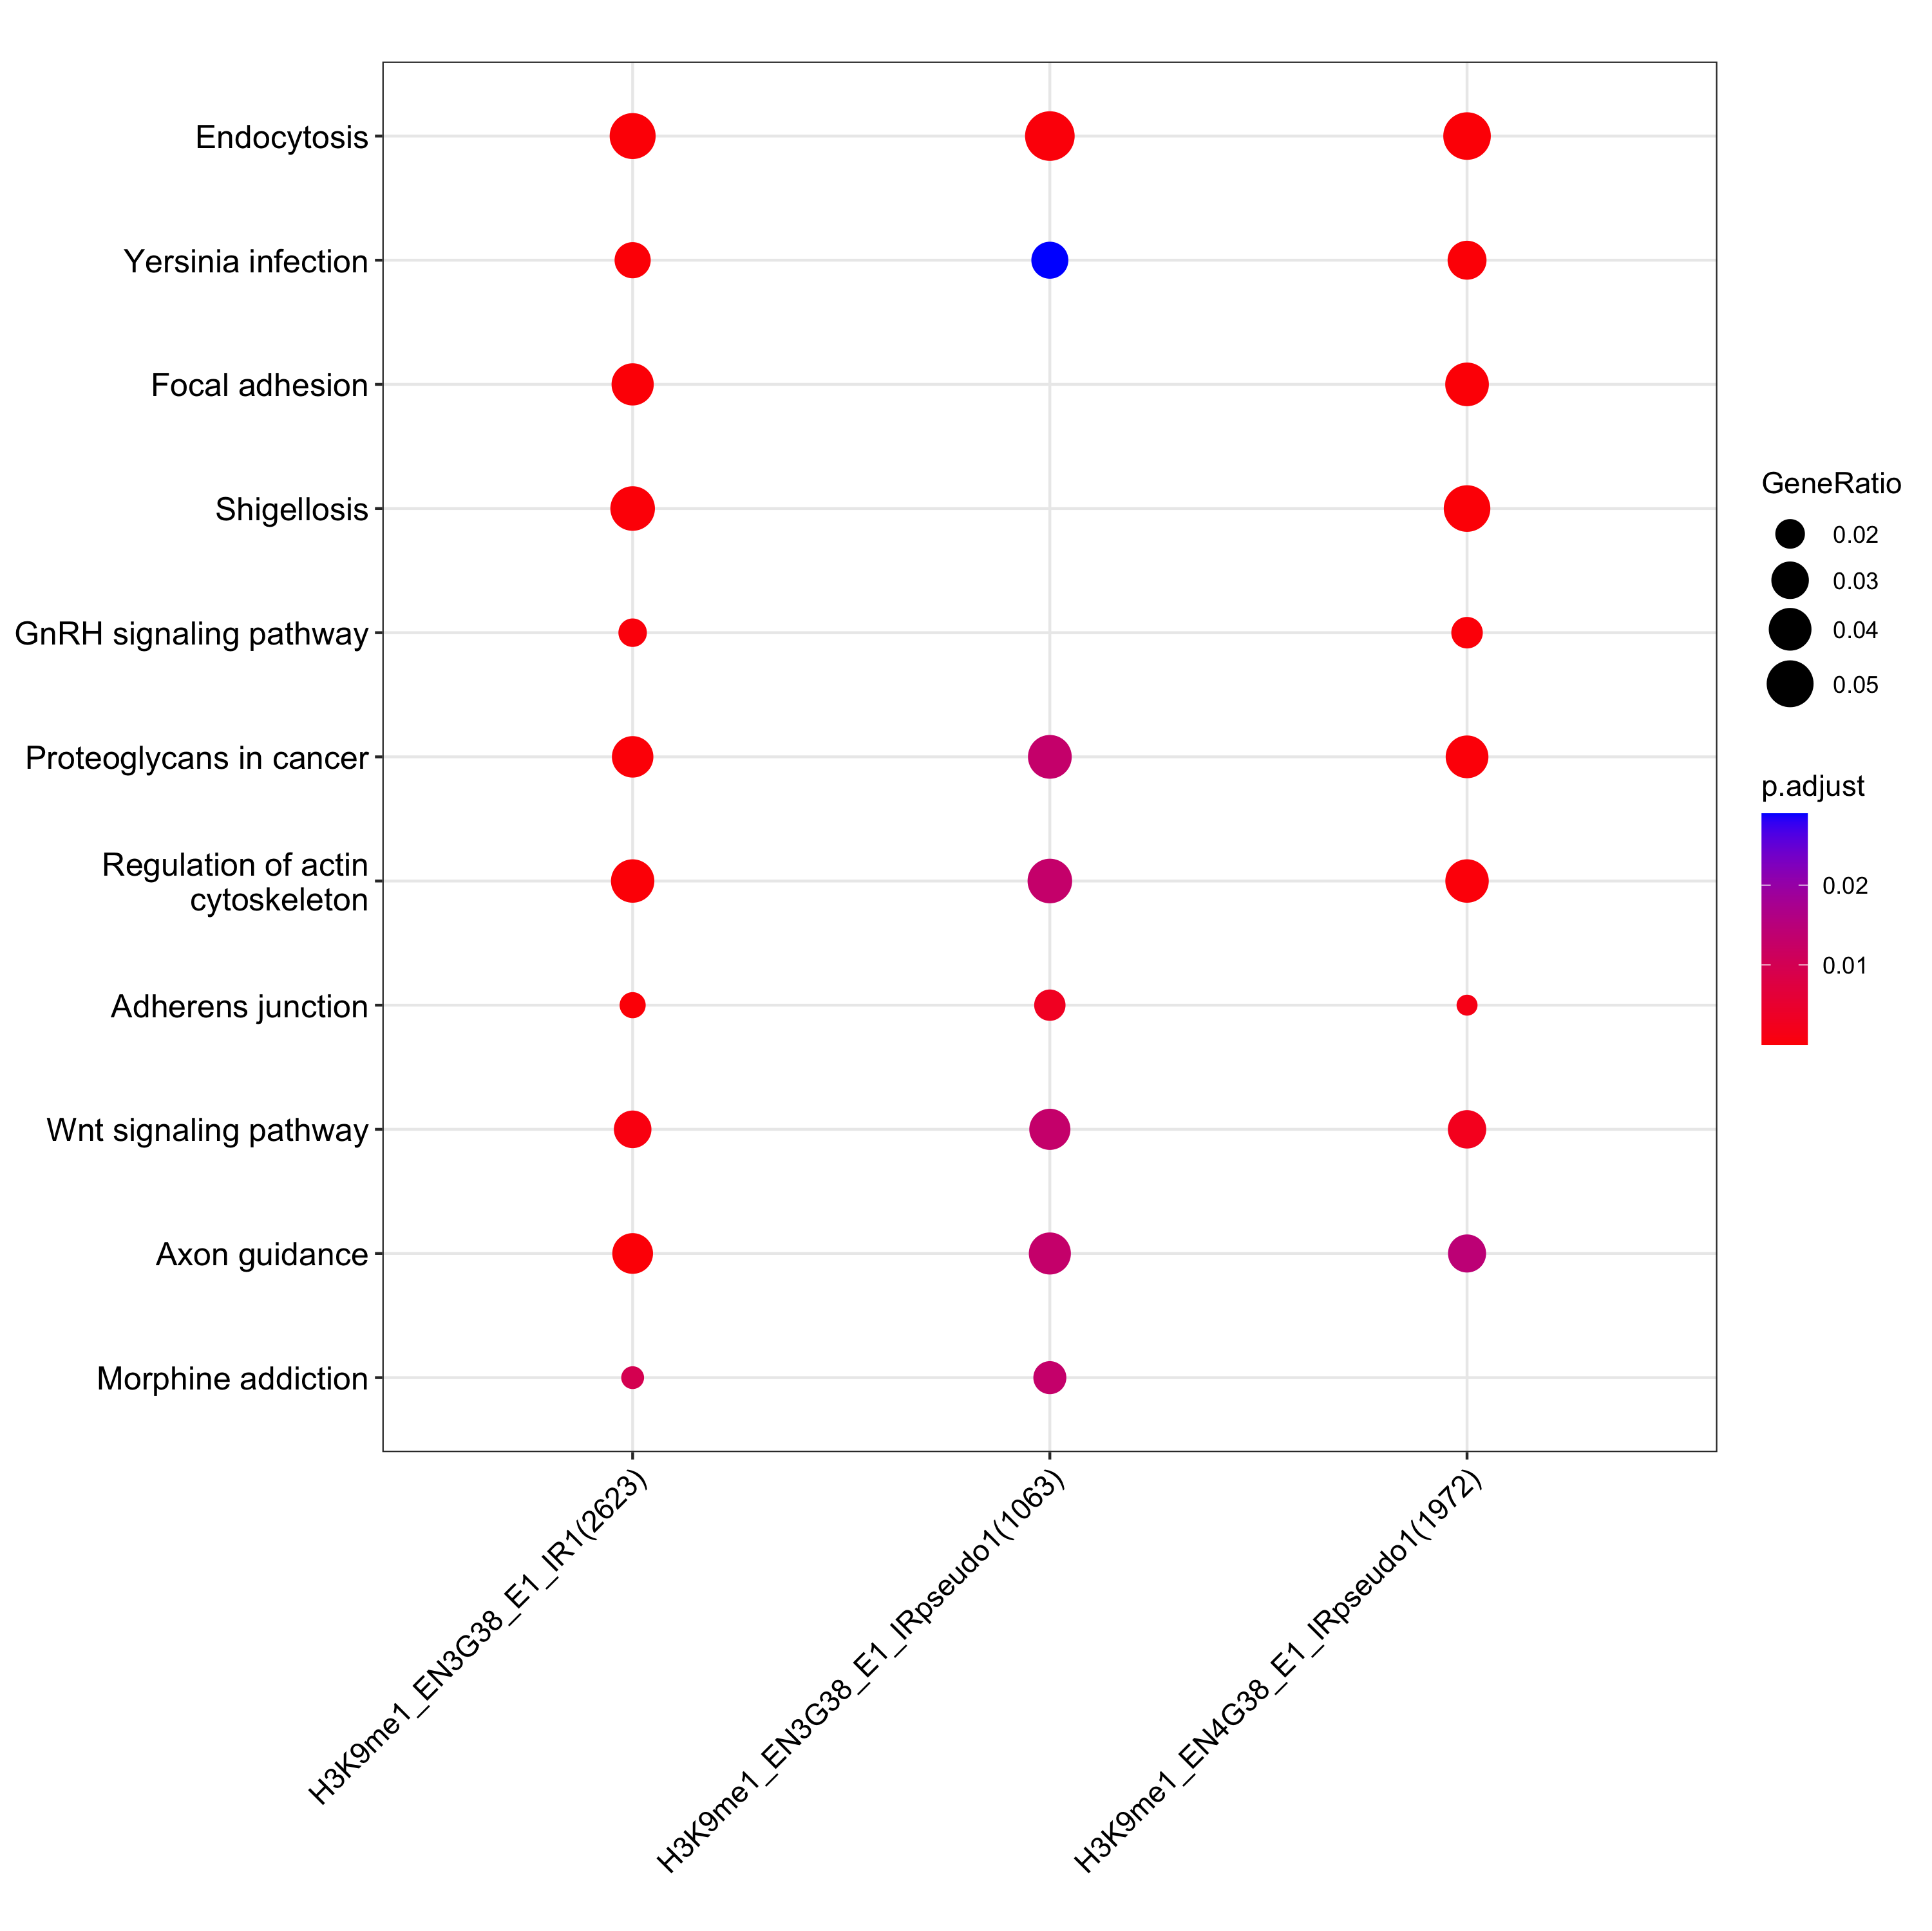 Endocytosis
Yersinia infection
Focal adhesion
Shigellosis
GnRH signaling pathway
Proteoglycans in cancer
Regulation of actin
cytoskeleton
Adherens junction
Wnt signaling pathway
Axon guidance
Morphine addiction
H3K9me1_EN3G38_E1_IR1(2623)
H3K9me1_EN3G38_E1_IRpseudo1(1063)
H3K9me1_EN4G38_E1_IRpseudo1(1972)
GeneRatio
0.02
0.03
0.04
0.05
p.adjust
0.02
0.01